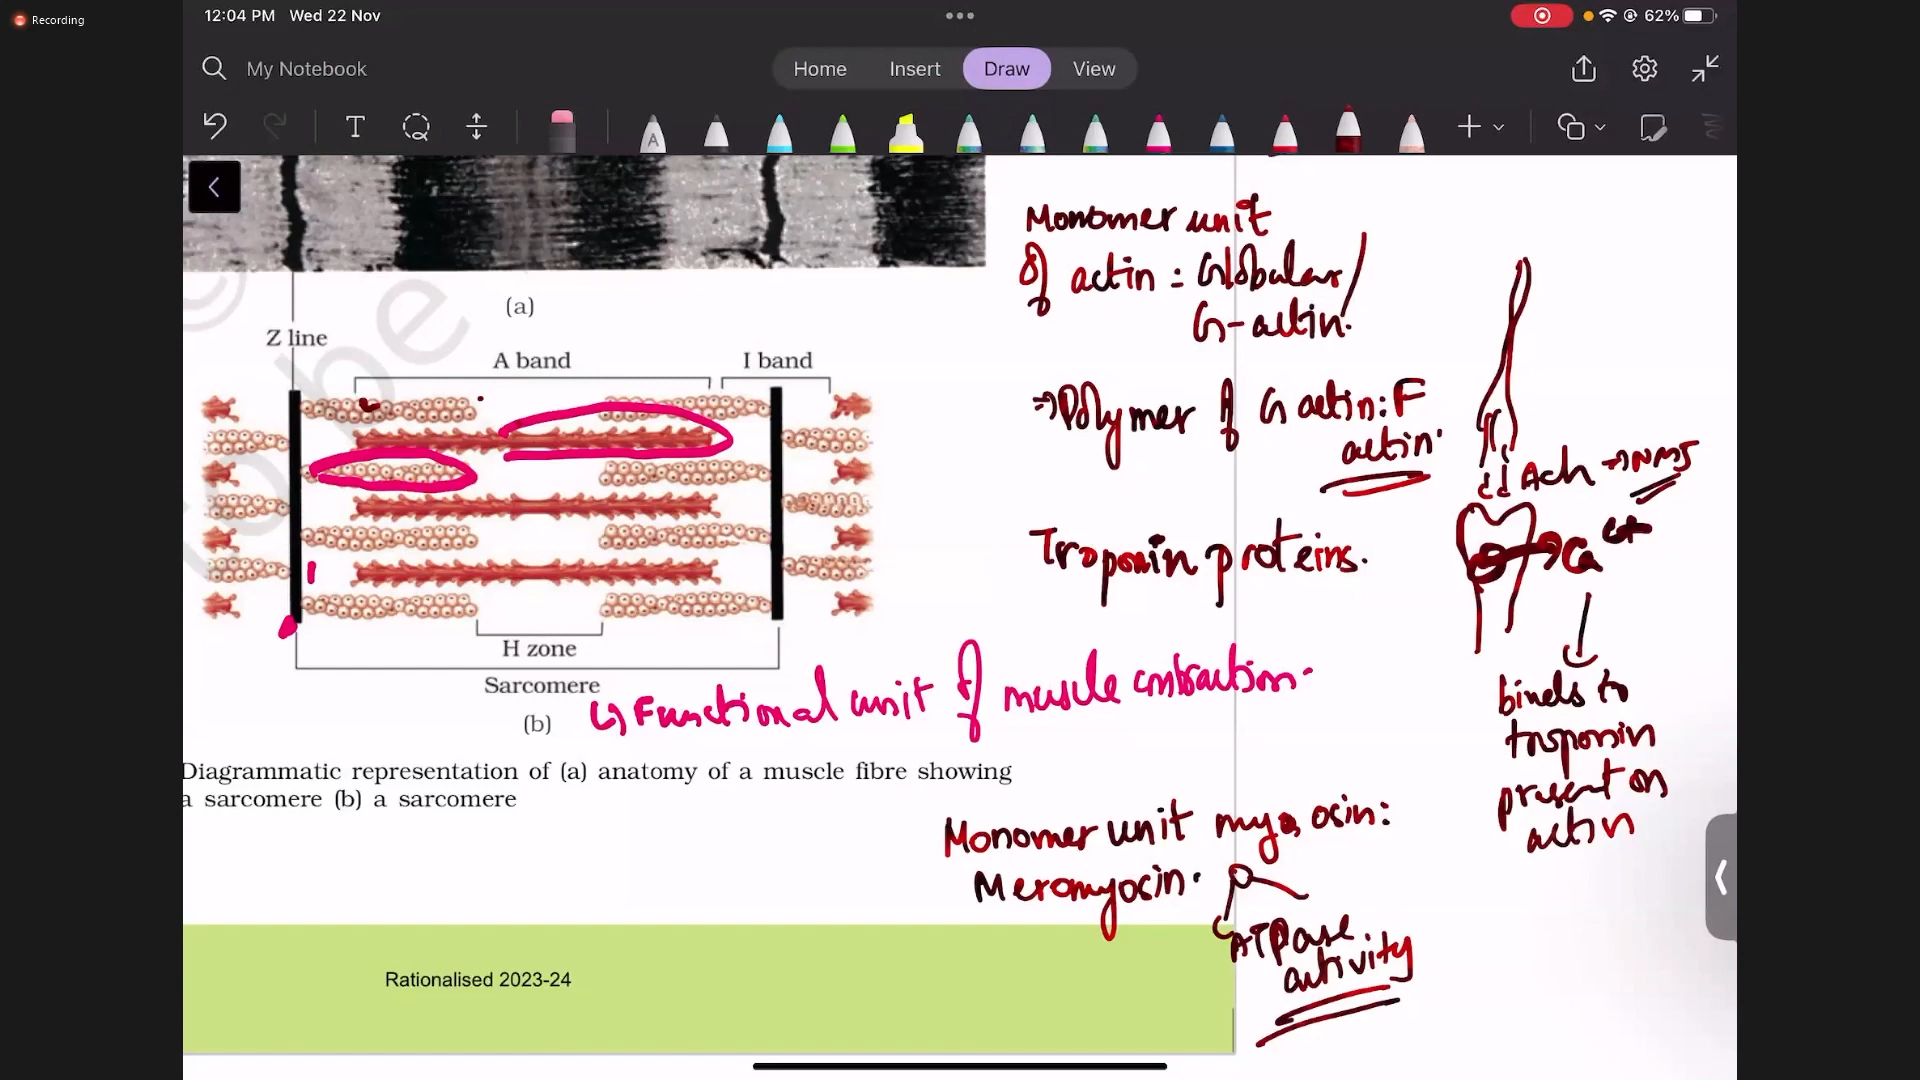 Recording
12:04 PM Wed 22 Nov
62%
My Notebook
Home Insert Draw View
T
A
(a)
Z line
A band
I band
H zone
Sarcomere
(b)
Functional unit of muscle contraction.
Diagrammatic representation of (a) anatomy of a muscle fibre showing
a sarcomere (b) a sarcomere
Rationalised 2023-24
Monomer unit
of actin = Globular/
G-actin.
⇒Polymer of G actin: F
actin
Troponin proteins.
Monomer unit myosin:
Meromyosin.
ATPase
activity
Ach → NMJ
Ca
binds to
troponin
present on
actin